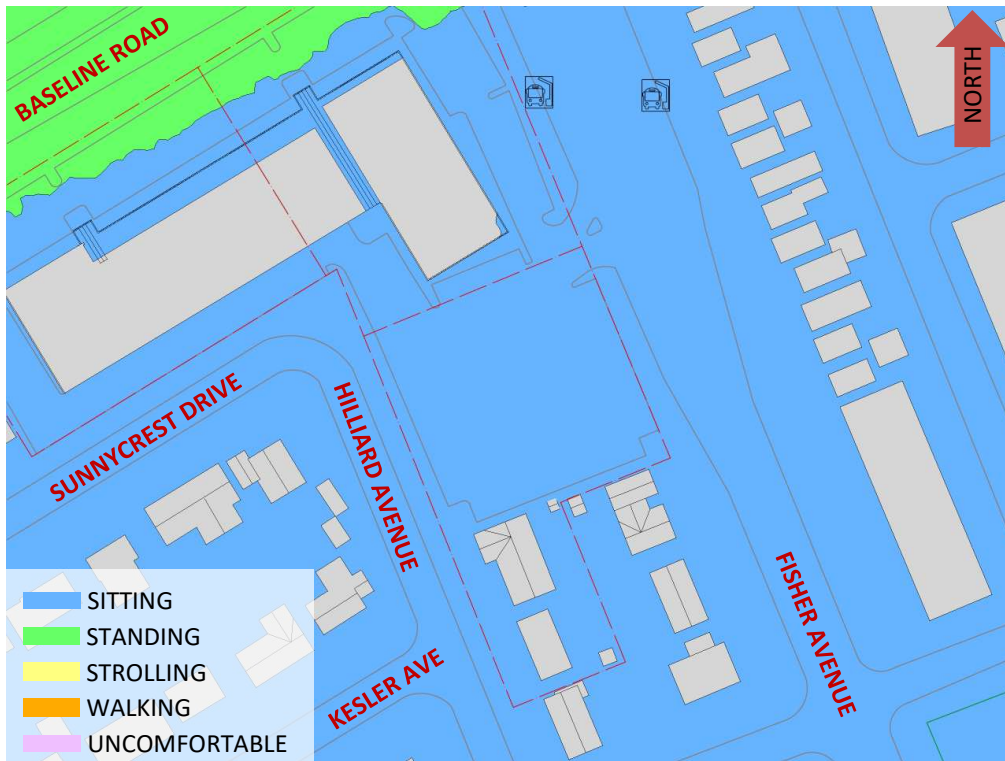 BASELINE ROAD
NORTH
SUNNYCREST DRIVE
HILLIARD AVENUE
FISHER AVENUE
KESLER AVE
SITTING
STANDING
STROLLING
WALKING
UNCOMFORTABLE